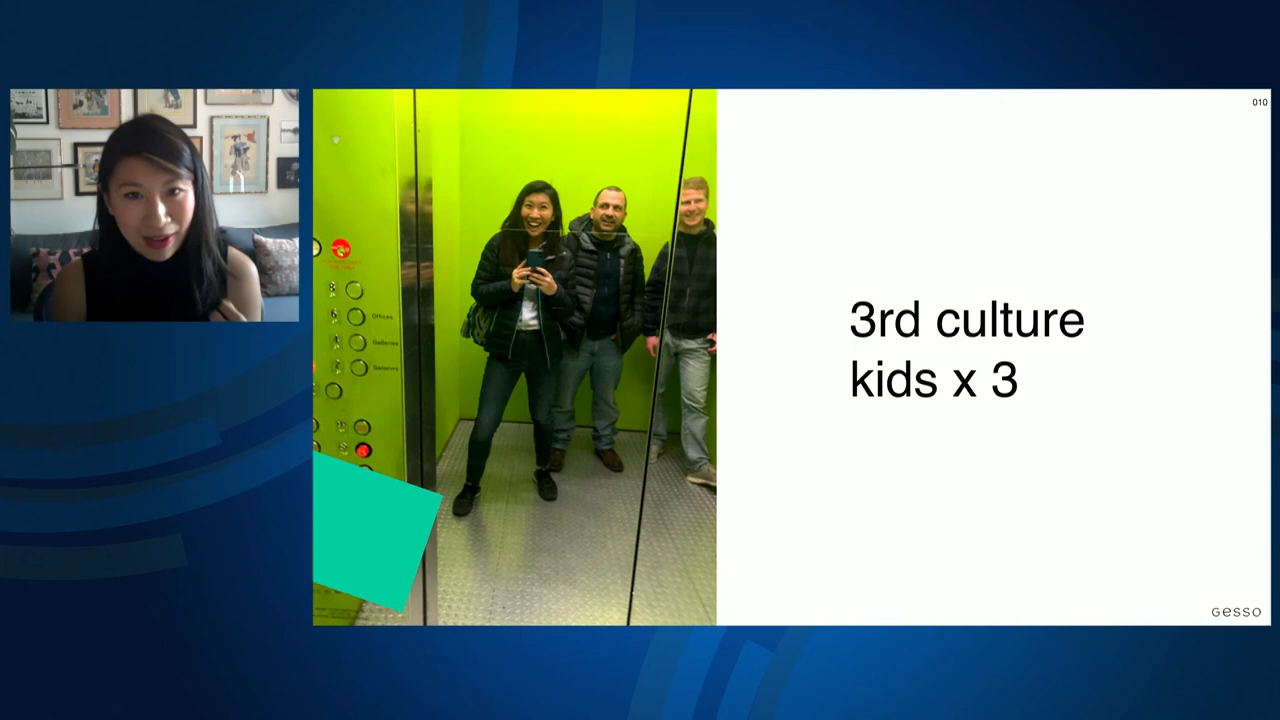 010
3rd culture
kids x 3
Offices
Galleries
Galleries
Gesso